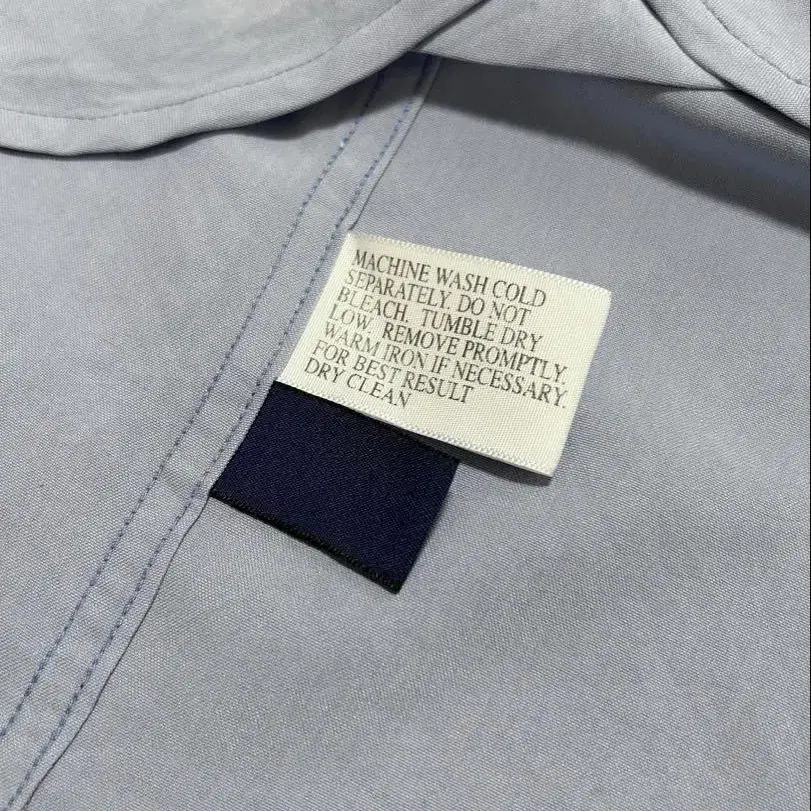 MACHINE WASH COLD
SEPARATELY. DO NOT
BLEACH. TUMBLE DRY
LOW. REMOVE PROMPTLY.
WARM IRON IF NECESSARY.
FOR BEST RESULT
DRY CLEAN